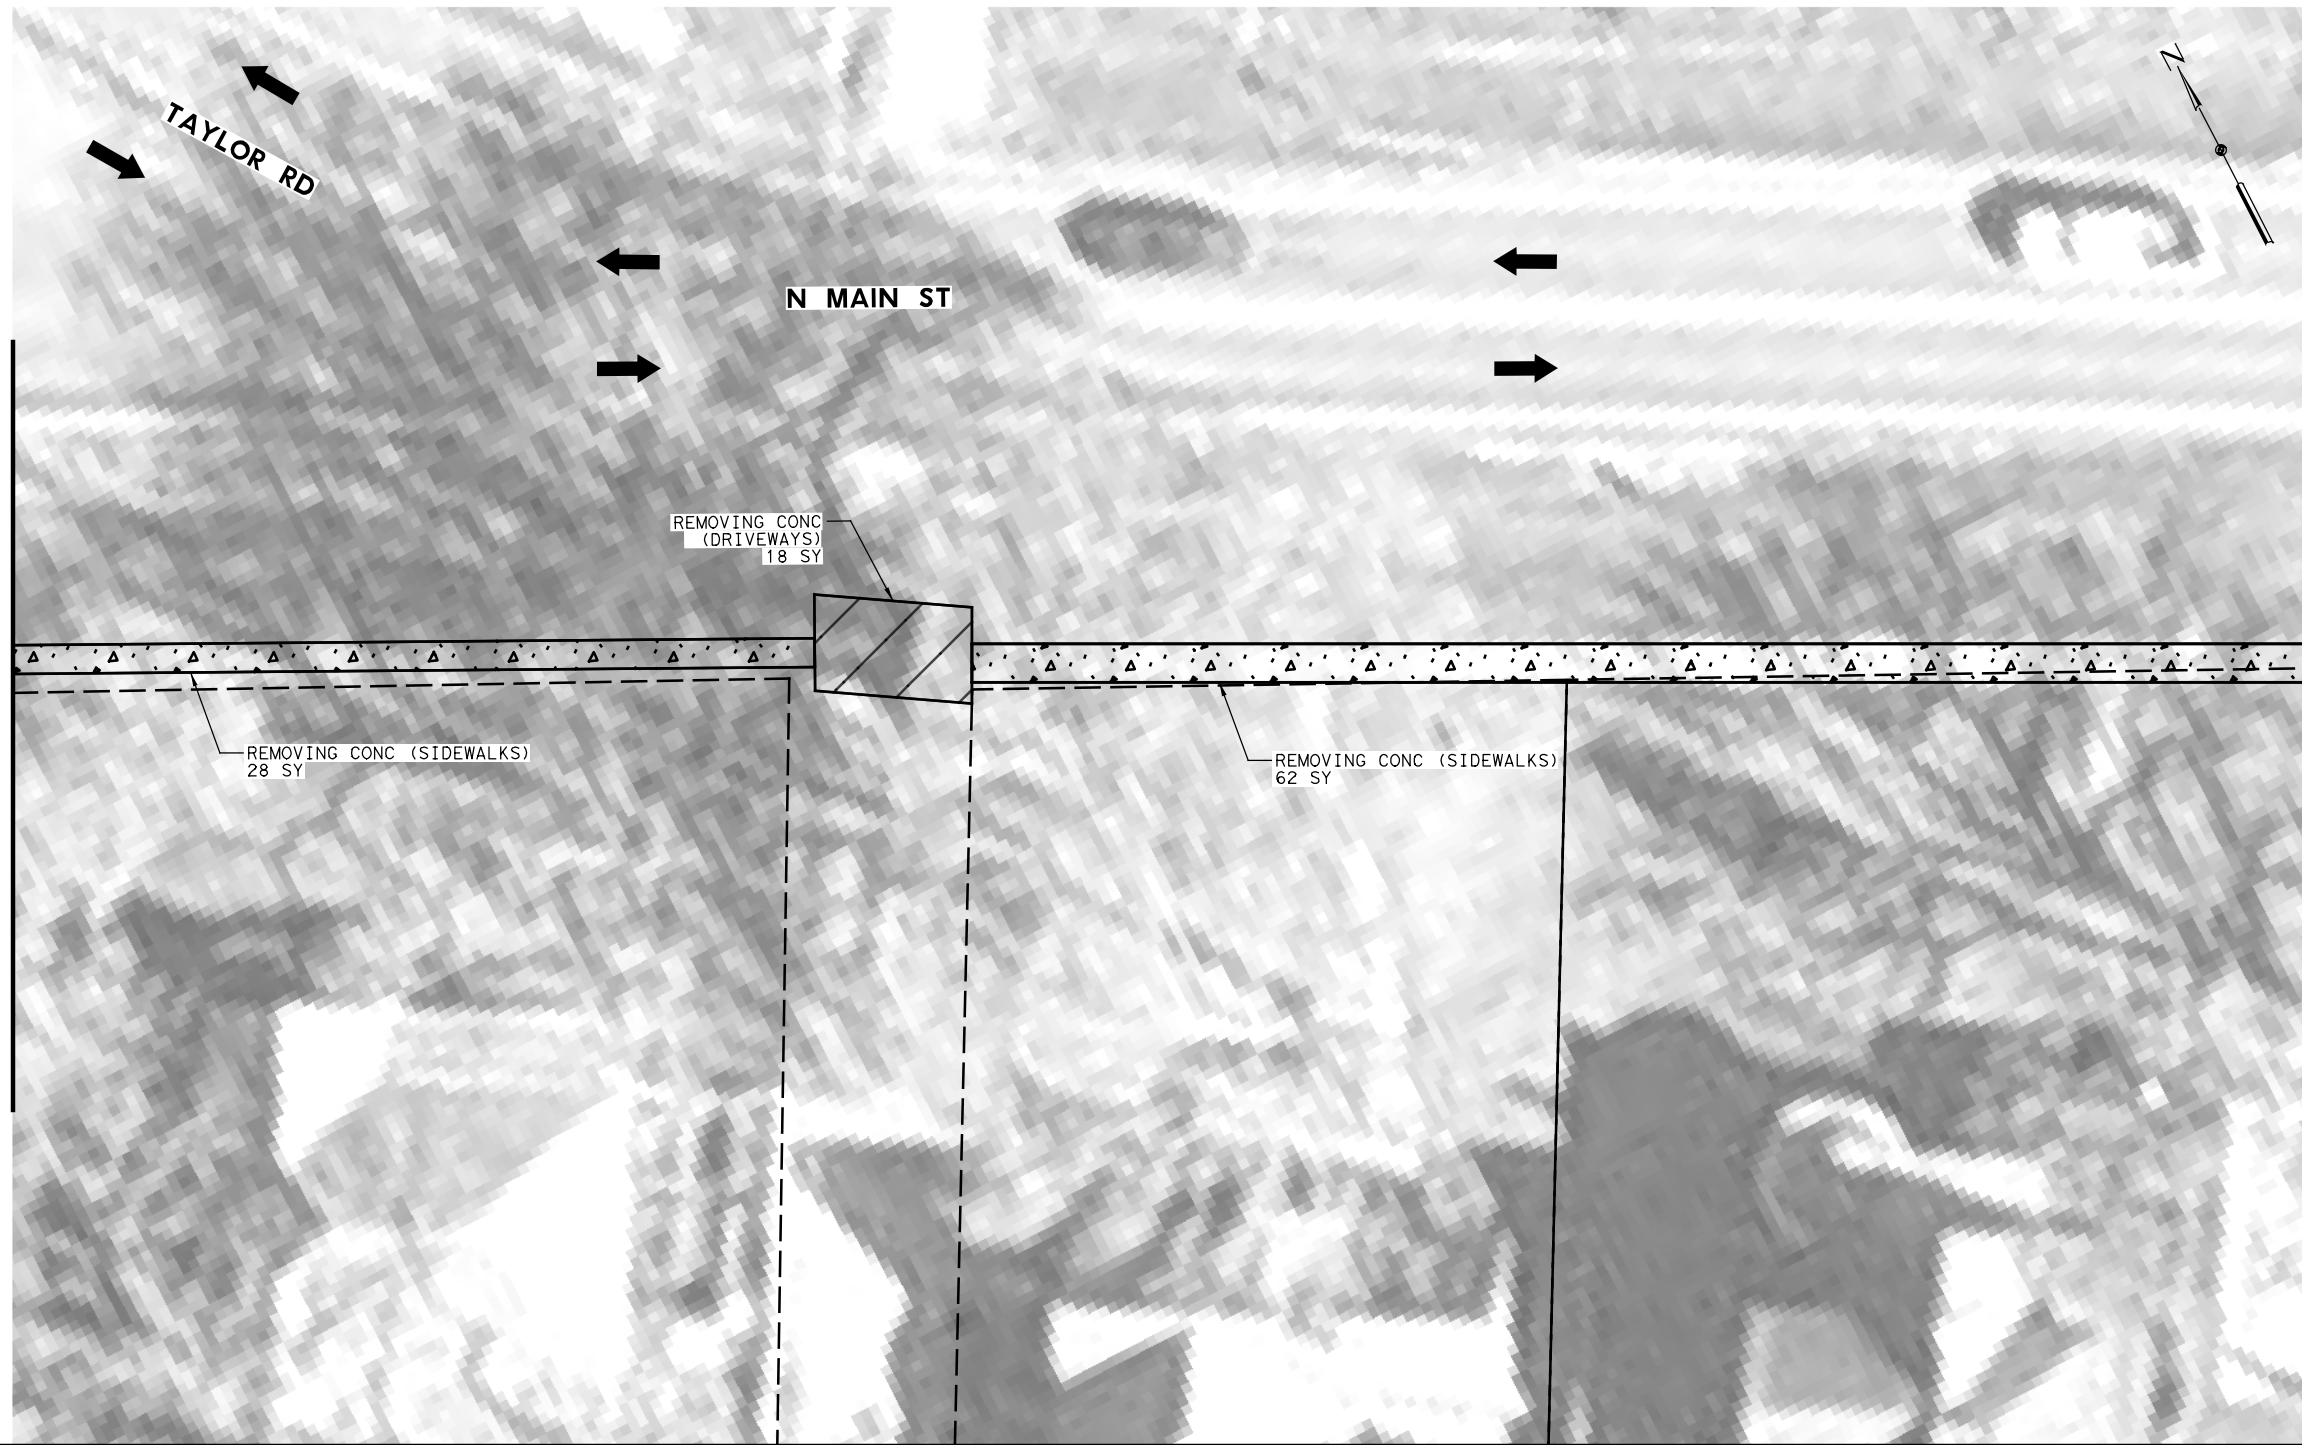 N
TAYLOR RD
N MAIN ST
REMOVING CONC
(DRIVEWAYS)
18 SY
REMOVING CONC (SIDEWALKS)
28 SY
REMOVING CONC (SIDEWALKS)
62 SY